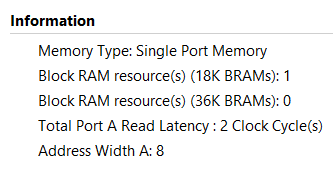 Information
Memory Type: Single Port Memory
Block RAM resource(s) (18K BRAMs): 1
Block RAM resource(s) (36K BRAMs): 0
Total Port A Read Latency : 2 Clock Cycle(s)
Address Width A: 8